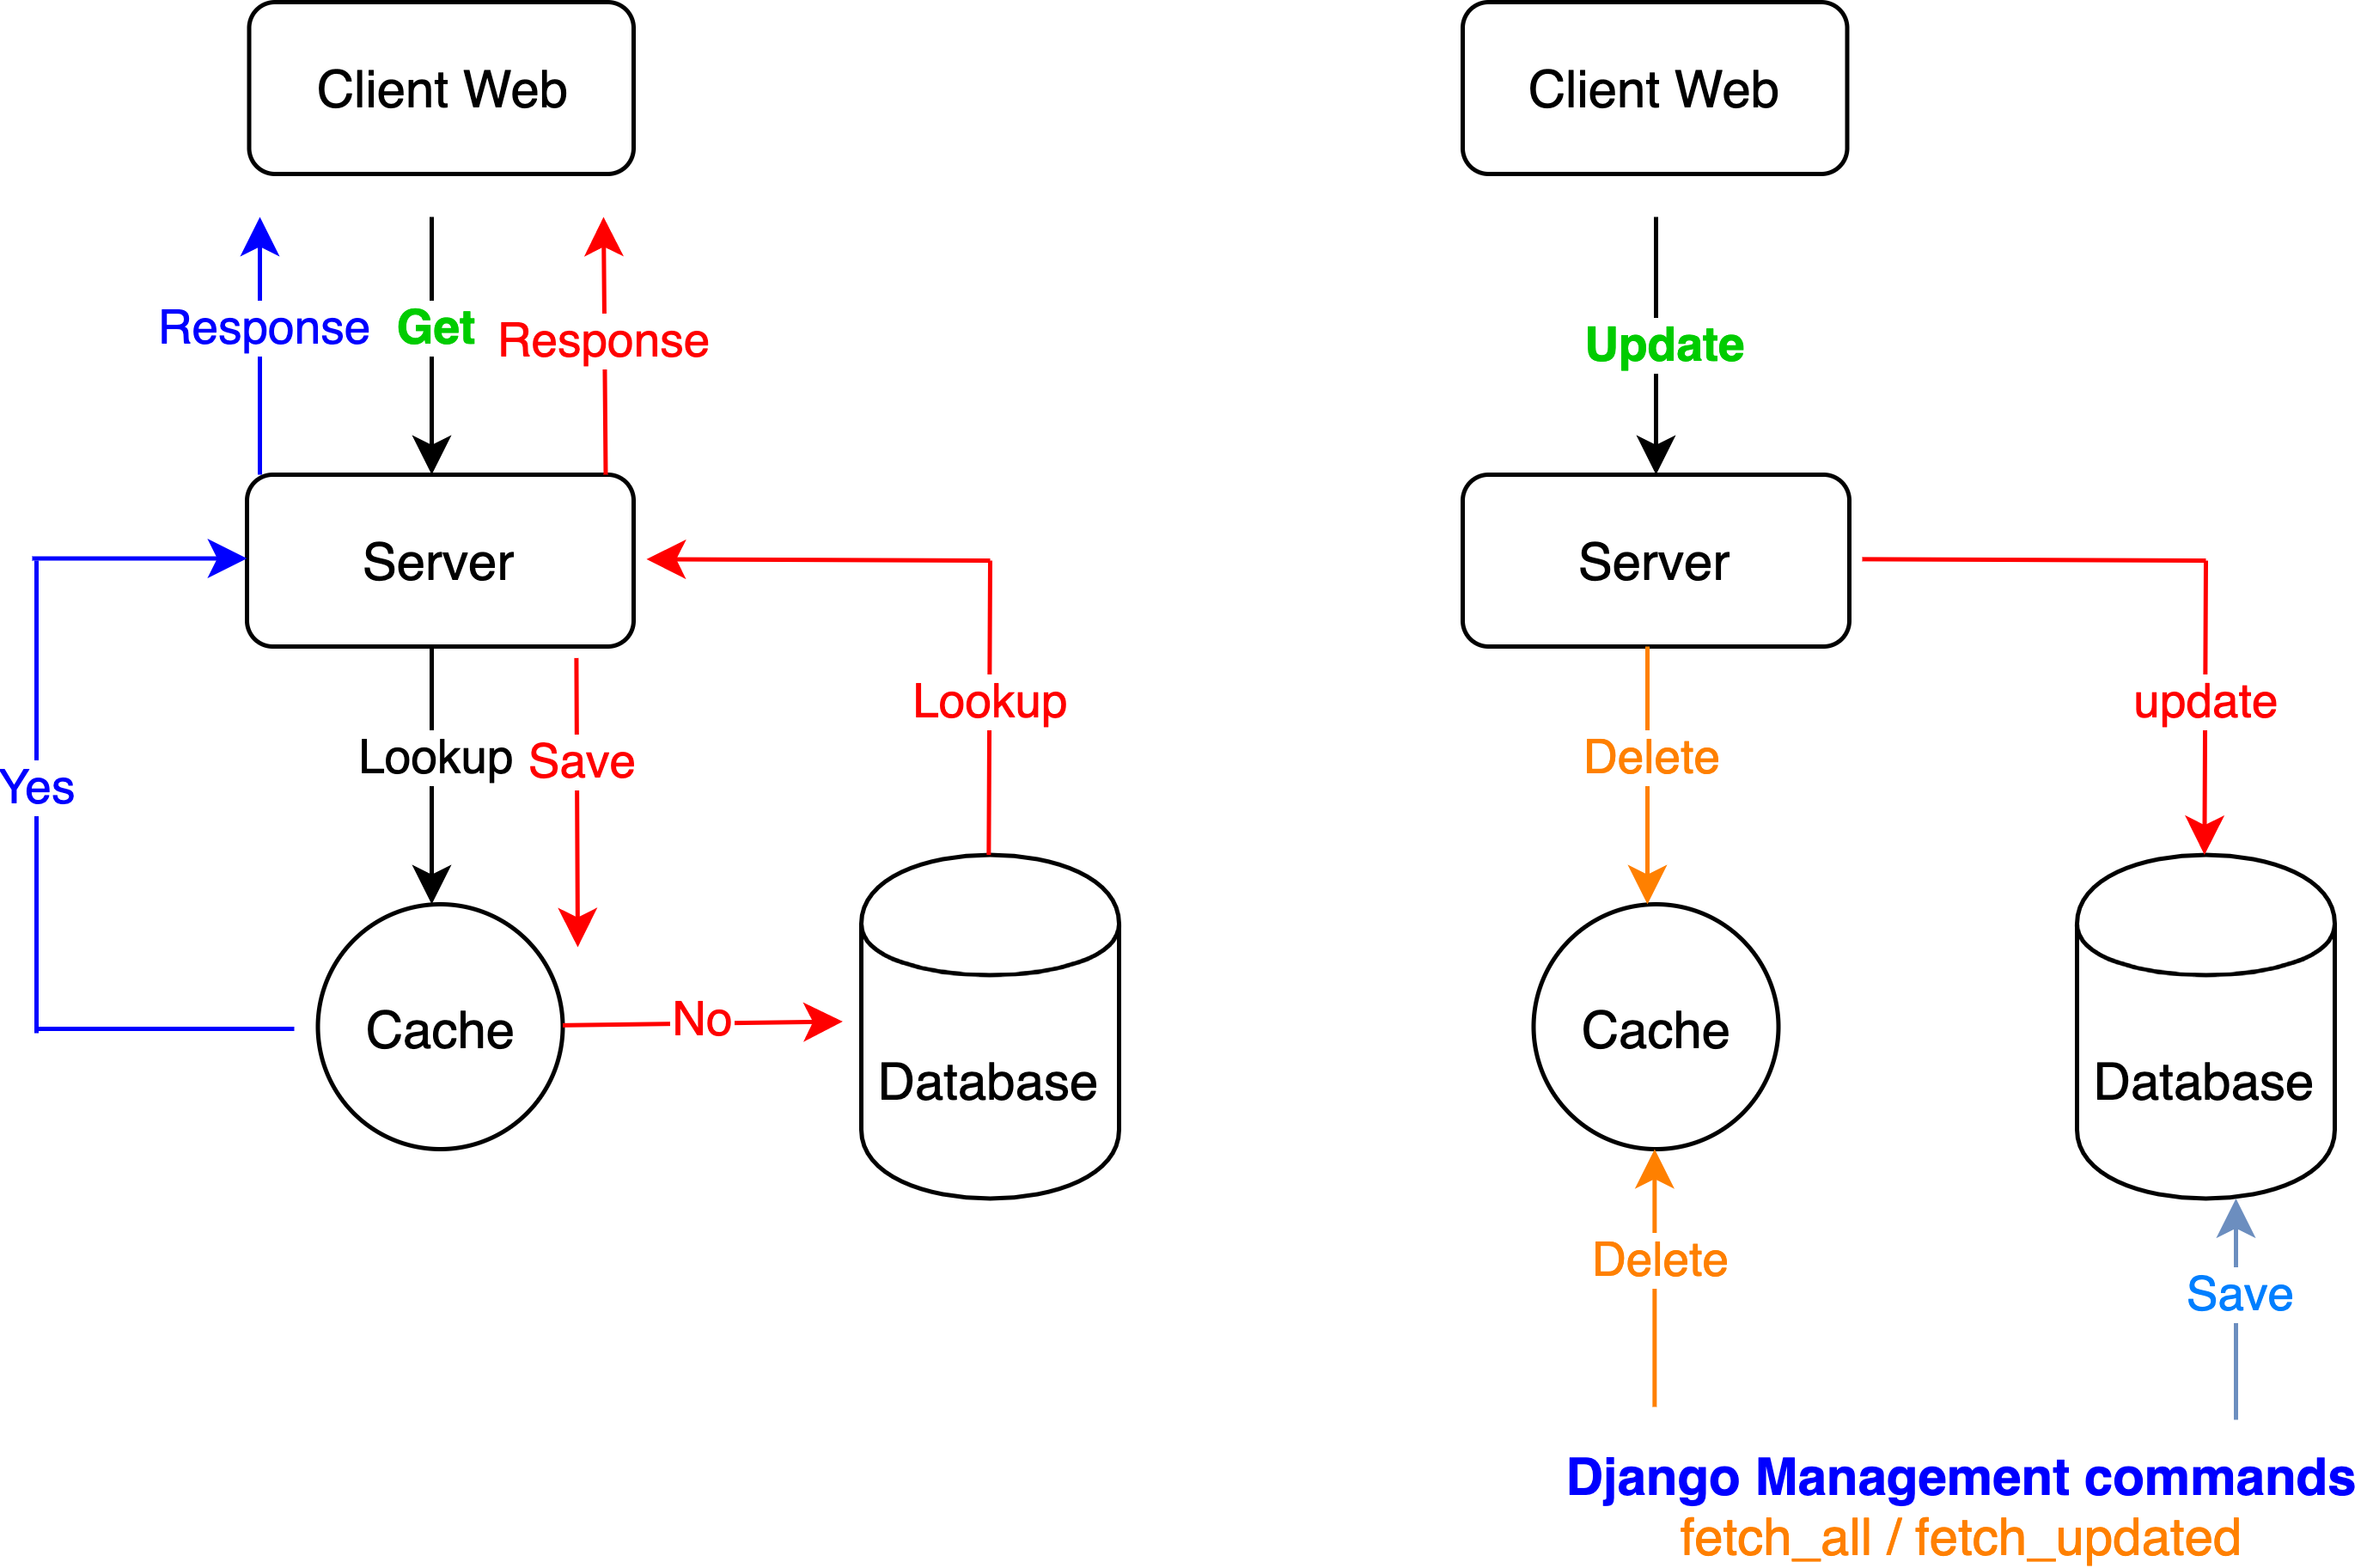 Client Web
Response
Get
Response
Server
Lookup
Save
Lookup
Yes
Cache
No
Database
Client Web
Update
Server
Delete
update
Cache
Database
Delete
Save
Django Management commands
fetch_all / fetch_updated